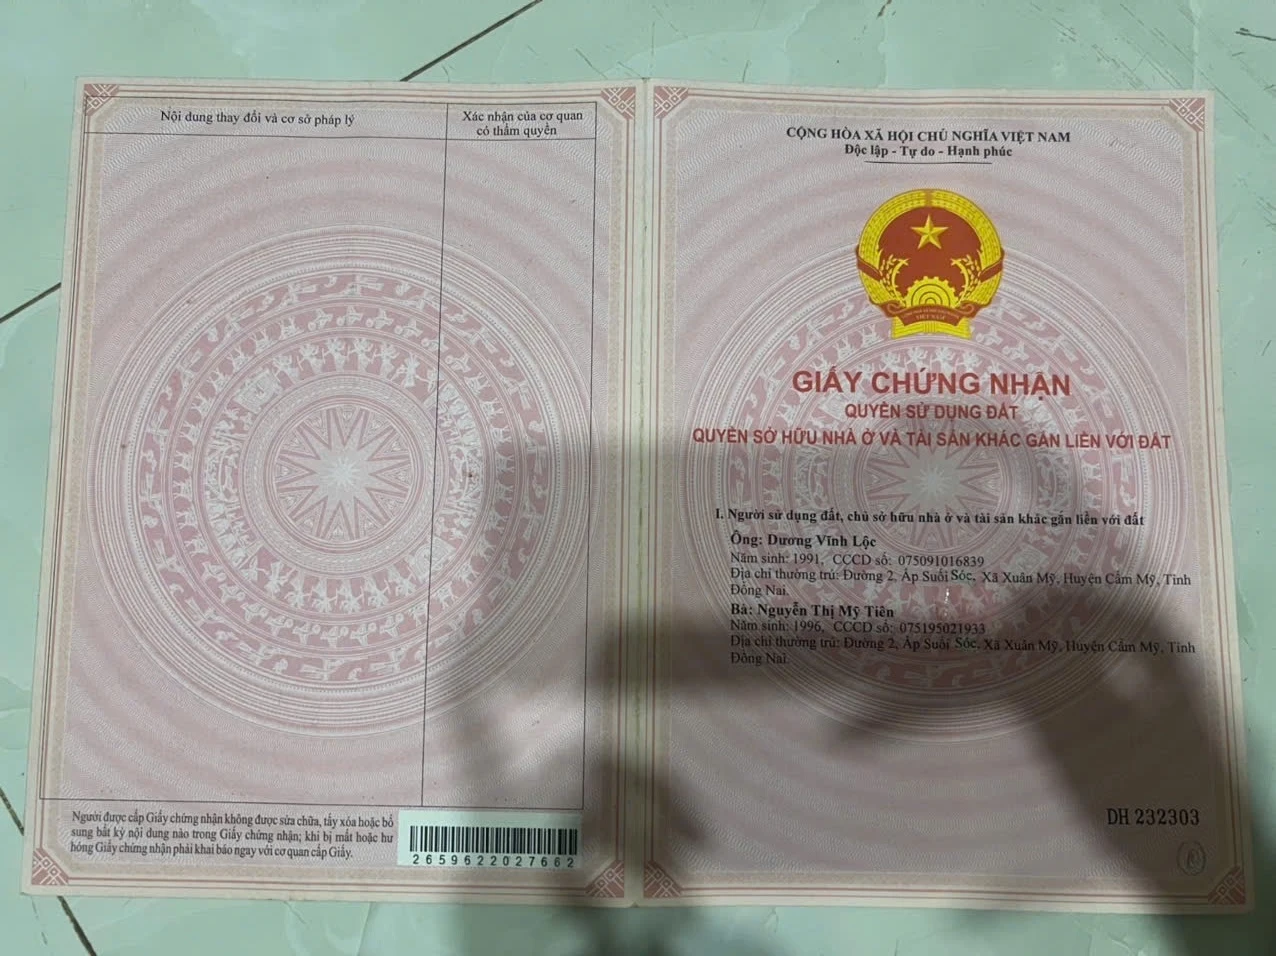 Nội dung thay đổi và cơ sở pháp lý
Xác nhận của cơ quan
có thẩm quyền
Người được cấp Giấy chứng nhận không được sửa chữa, tẩy xóa hoặc bổ
sung bất kỳ nội dung nào trong Giấy chứng nhận; khi bị mất hoặc hư
hỏng Giấy chứng nhận phải khai báo ngay với cơ quan cấp Giấy.
2659622027662
CỘNG HÒA XÃ HỘI CHỦ NGHĨA VIỆT NAM
Độc lập - Tự do - Hạnh phúc
VIỆT NAM
GIẤY CHỨNG NHẬN
QUYỀN SỬ DỤNG ĐẤT
QUYỀN SỞ HỮU NHÀ Ở VÀ TÀI SẢN KHÁC GẮN LIỀN VỚI ĐẤT
I. Người sử dụng đất, chủ sở hữu nhà ở và tài sản khác gắn liền với đất
Ông: Dương Vĩnh Lộc
Năm sinh: 1991, CCCD số: 075091016839
Địa chỉ thường trú: Đường 2, Ấp Suối Sóc, Xã Xuân Mỹ, Huyện Cẩm Mỹ, Tỉnh
Đồng Nai.
Bà: Nguyễn Thị Mỹ Tiên
Năm sinh: 1996, CCCD số: 075195021933
Địa chỉ thường trú: Đường 2, Ấp Suối Sóc, Xã Xuân Mỹ, Huyện Cẩm Mỹ, Tỉnh
Đồng Nai
DH 232303